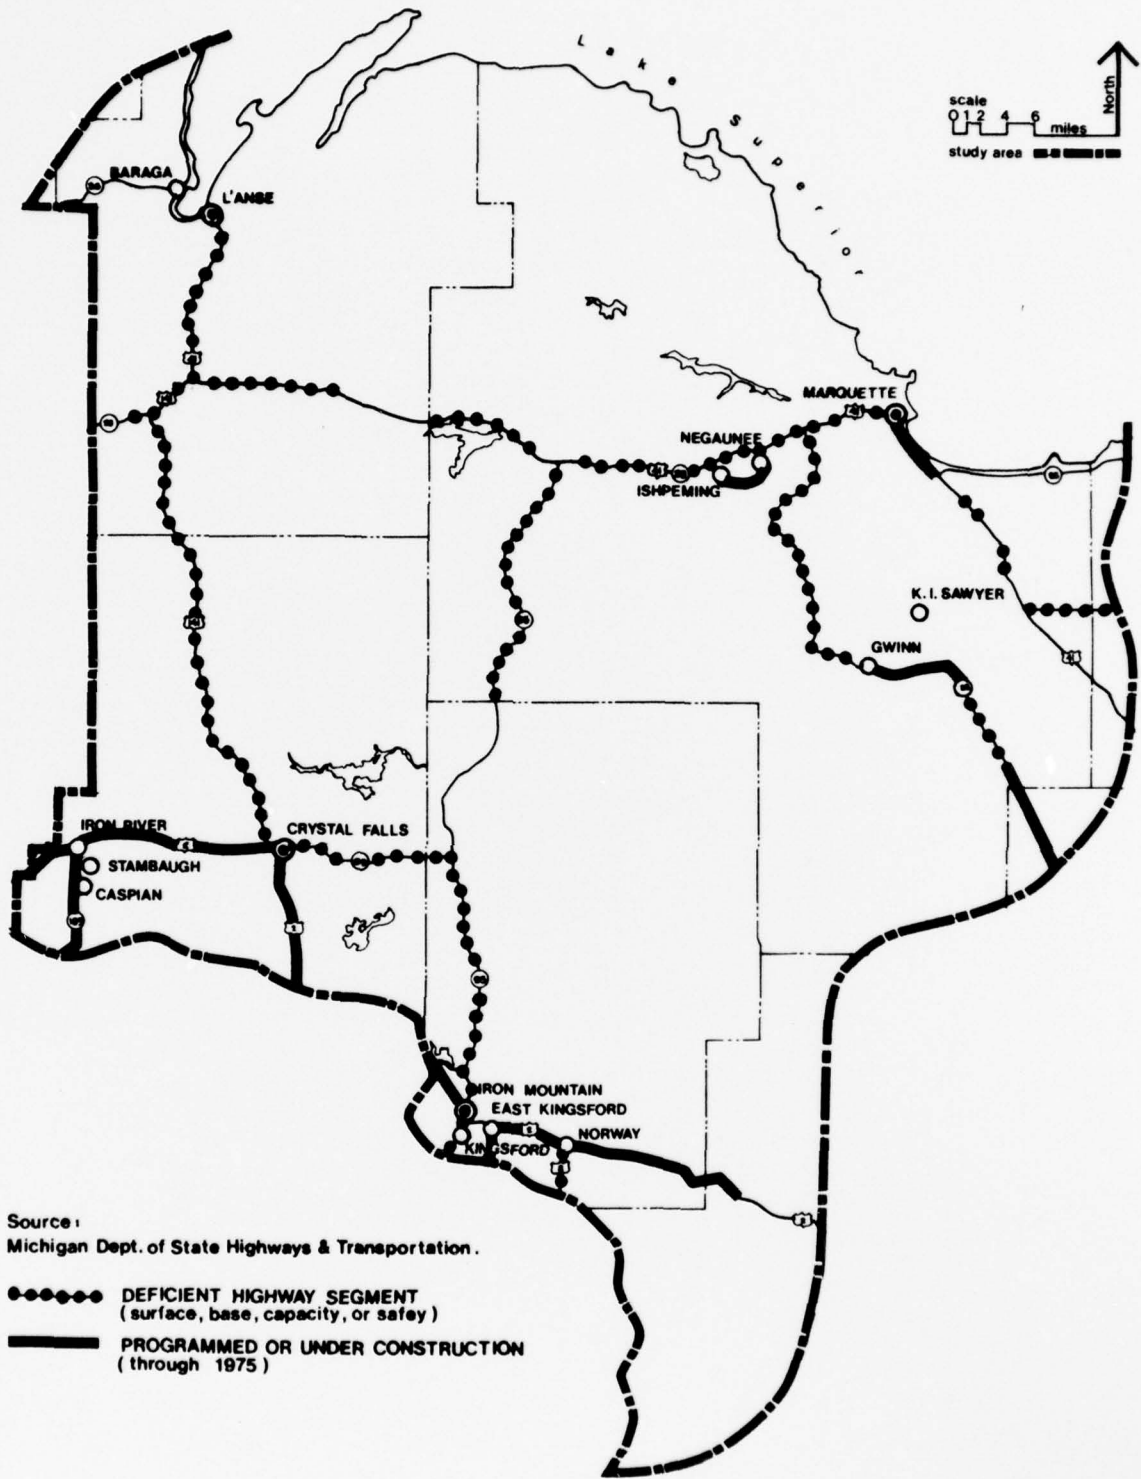 Lake Superior
scale
0 1 2 4 6
miles
North
study area
BARAGA
L'ANSE
MARQUETTE
NEGAUNEE
ISHPEMING
K. I. SAWYER
GWINN
IRON RIVER
CRYSTAL FALLS
STAMBAUGH
CASPIAN
IRON MOUNTAIN
EAST KINGSFORD
KINGSFORD
NORWAY
2
Source:
Michigan Dept. of State Highways & Transportation.
DEFICIENT HIGHWAY SEGMENT
(surface, base, capacity, or safey)
PROGRAMMED OR UNDER CONSTRUCTION
(through 1975)